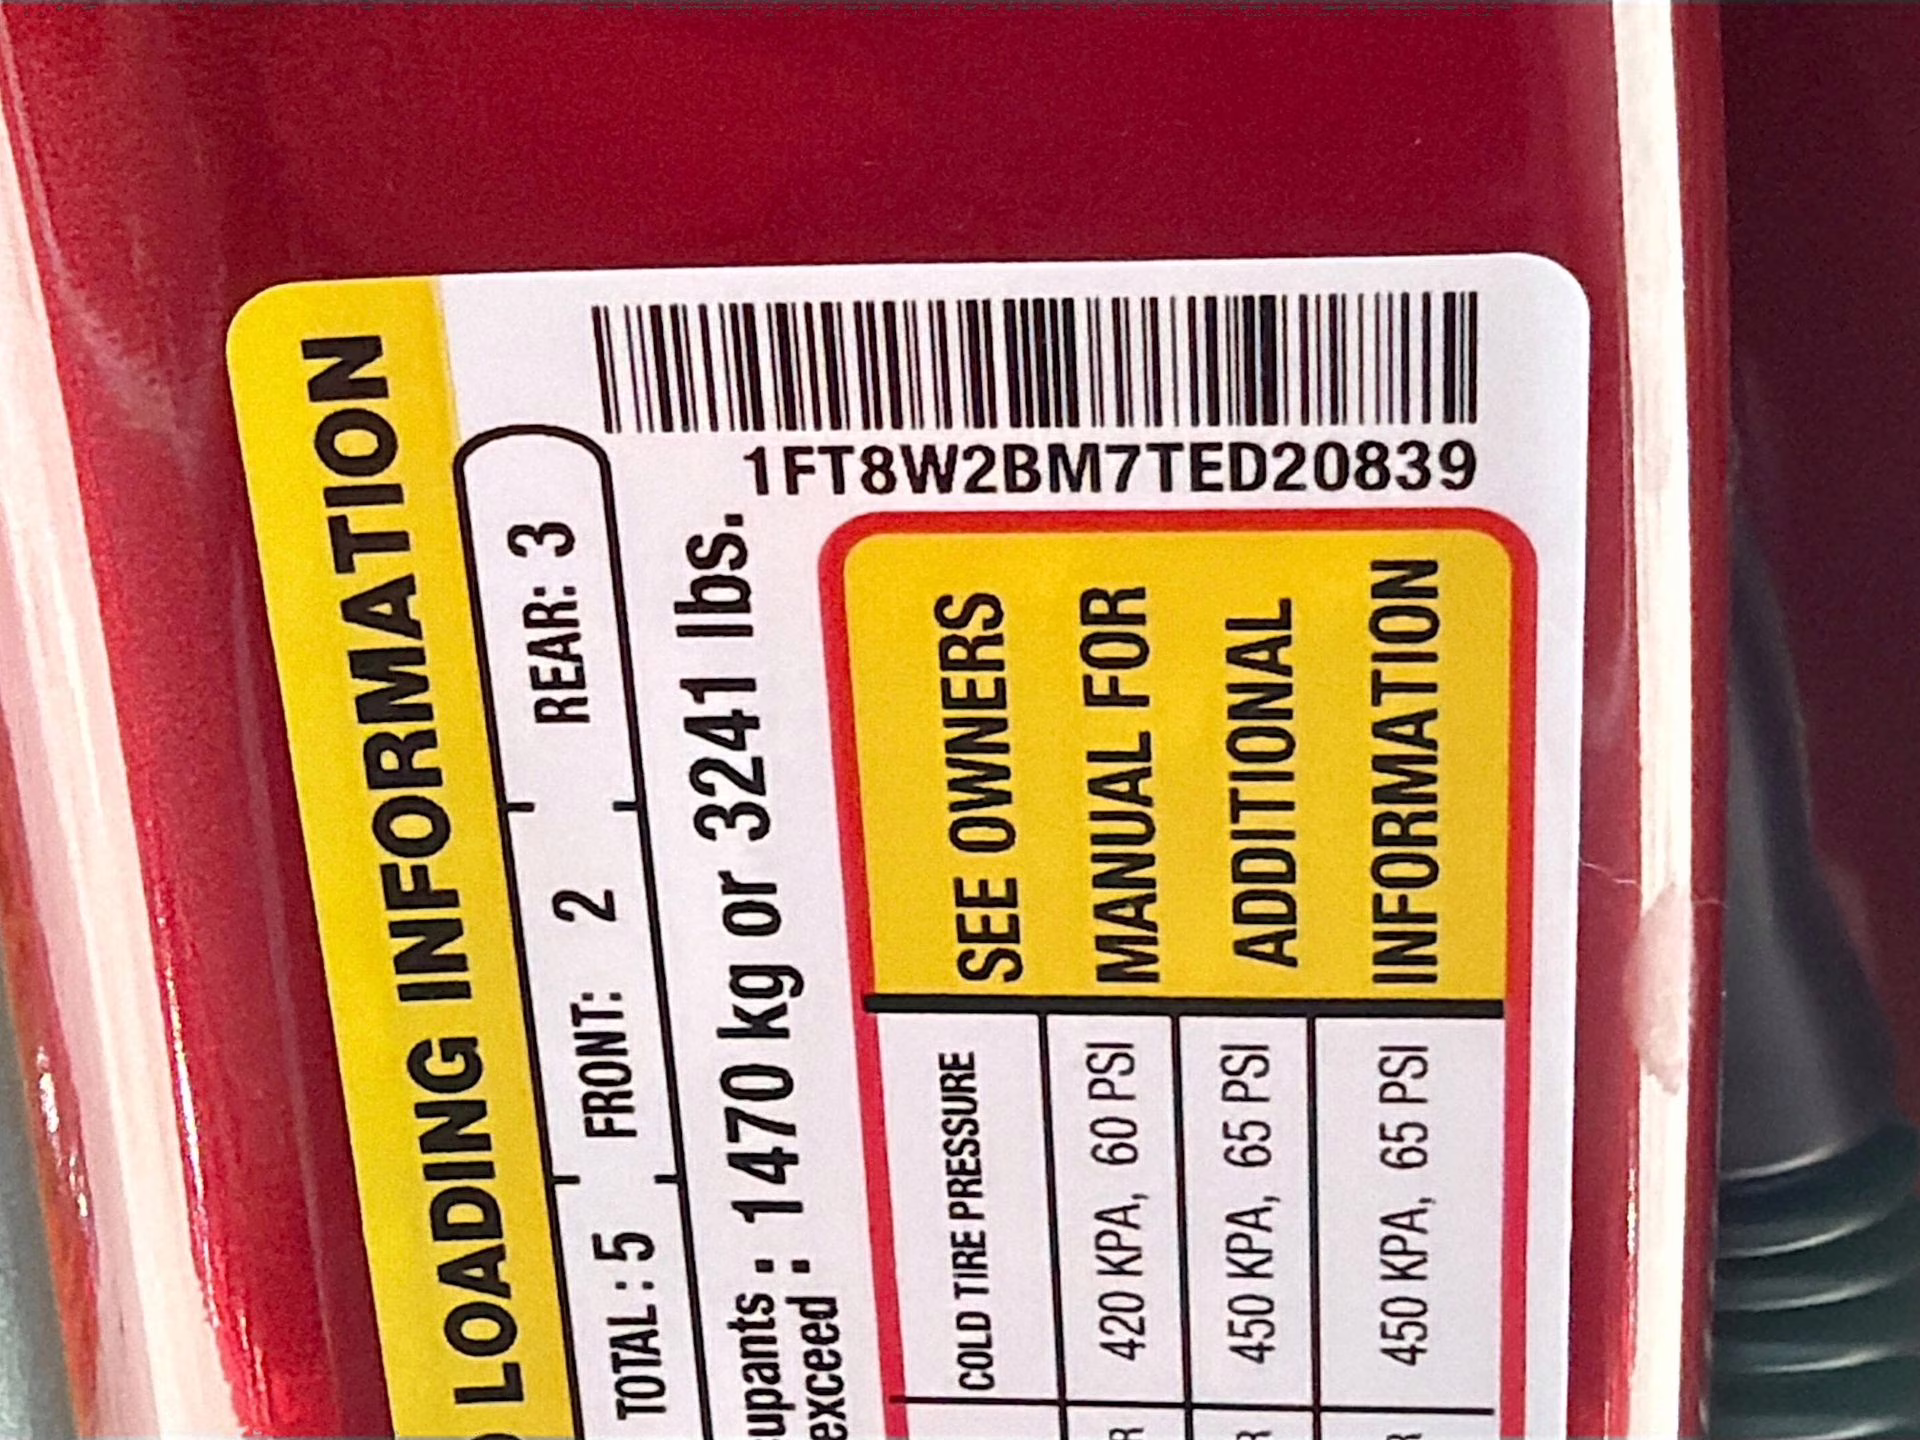 LOADING INFORMATION
TOTAL : 5 FRONT: 2 REAR: 3
exceed : 1470 kg or 3241 lbs.
1FT8W2BM7TED20839
COLD TIRE PRESSURE
420 KPA, 60 PSI
450 KPA, 65 PSI
450 KPA, 65 PSI
SEE OWNERS
MANUAL FOR
ADDITIONAL
INFORMATION